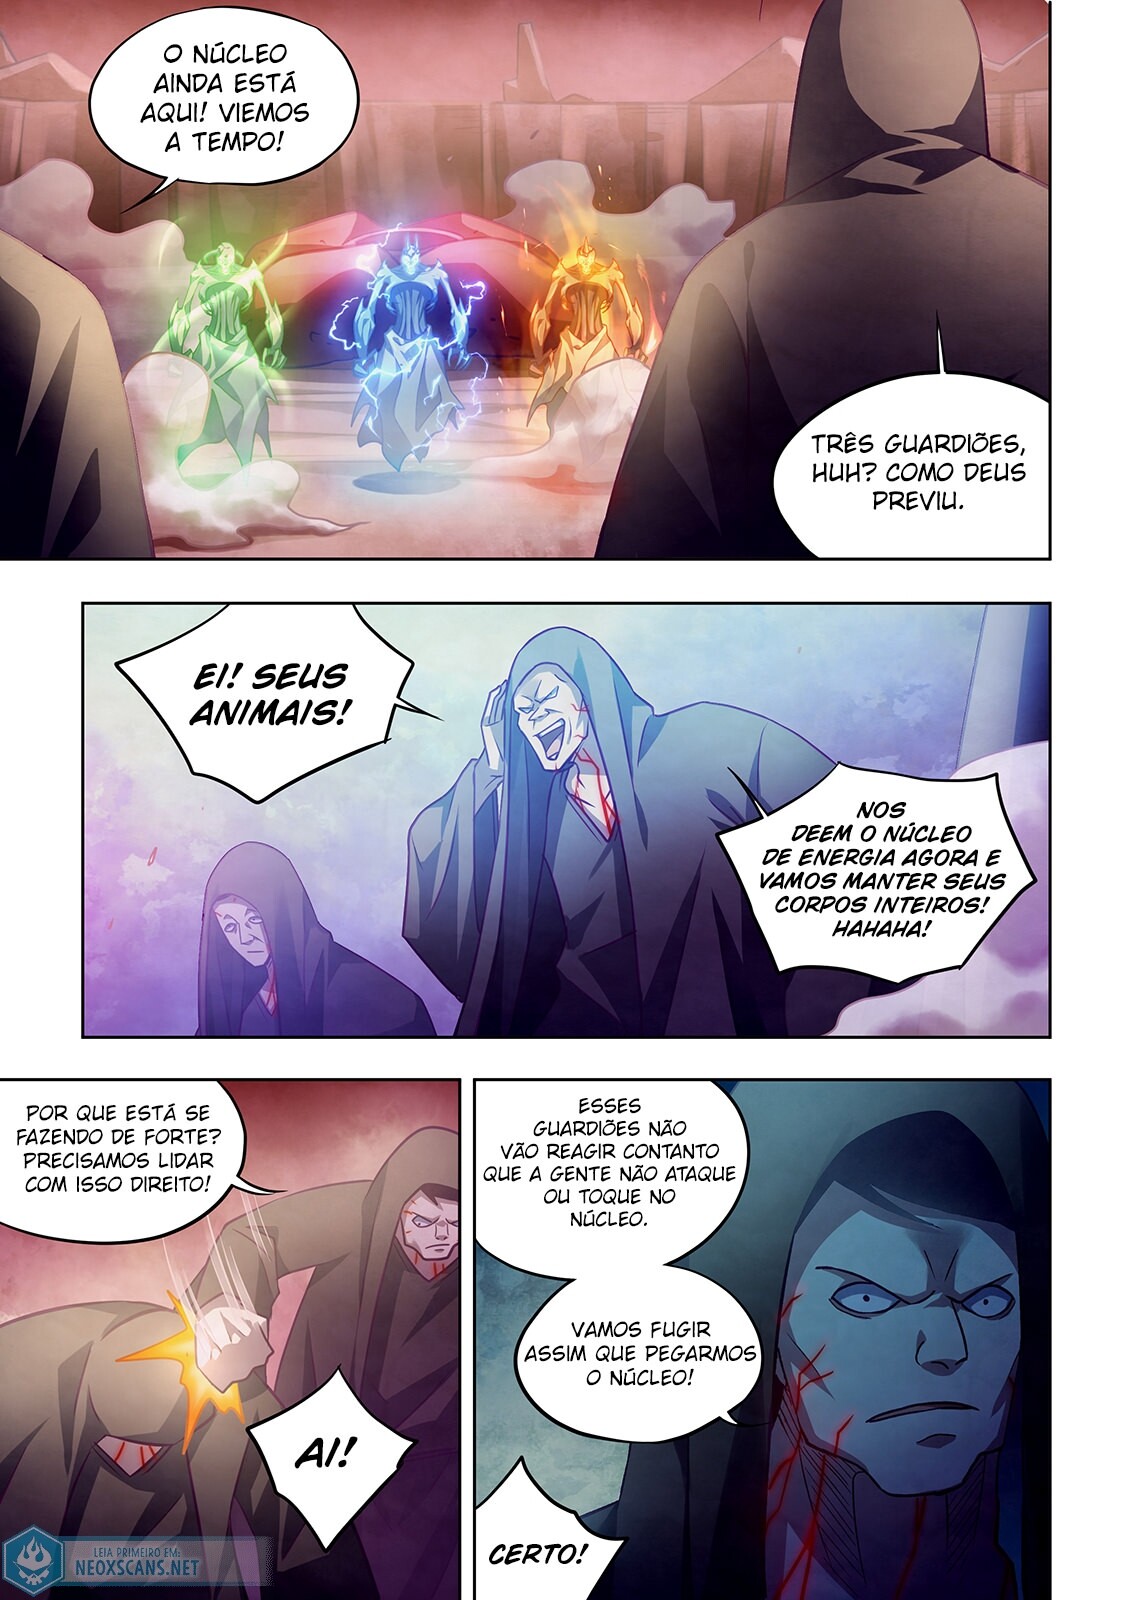 O NÚCLEO
AINDA ESTÁ
AQUI! VIEMOS
A TEMPO!
TRÊS GUARDIÕES,
HUH? COMO DEUS
PREVIU.
EI! SEUS
ANIMAIS!
NOS
DEEM O NÚCLEO
DE ENERGIA AGORA E
VAMOS MANTER SEUS
CORPOS INTEIROS!
HAHAHA!
POR QUE ESTÁ SE
FAZENDO DE FORTE?
PRECISAMOS LIDAR
COM ISSO DIREITO!
AI!
ESSES
GUARDIÕES NÃO
VÃO REAGIR CONTANTO
QUE A GENTE NÃO ATAQUE
OU TOQUE NO
NÚCLEO.
VAMOS FUGIR
ASSIM QUE PEGARMOS
O NÚCLEO!
CERTO!
LEIA PRIMEIRO EM:
NEOXSCANS.NET